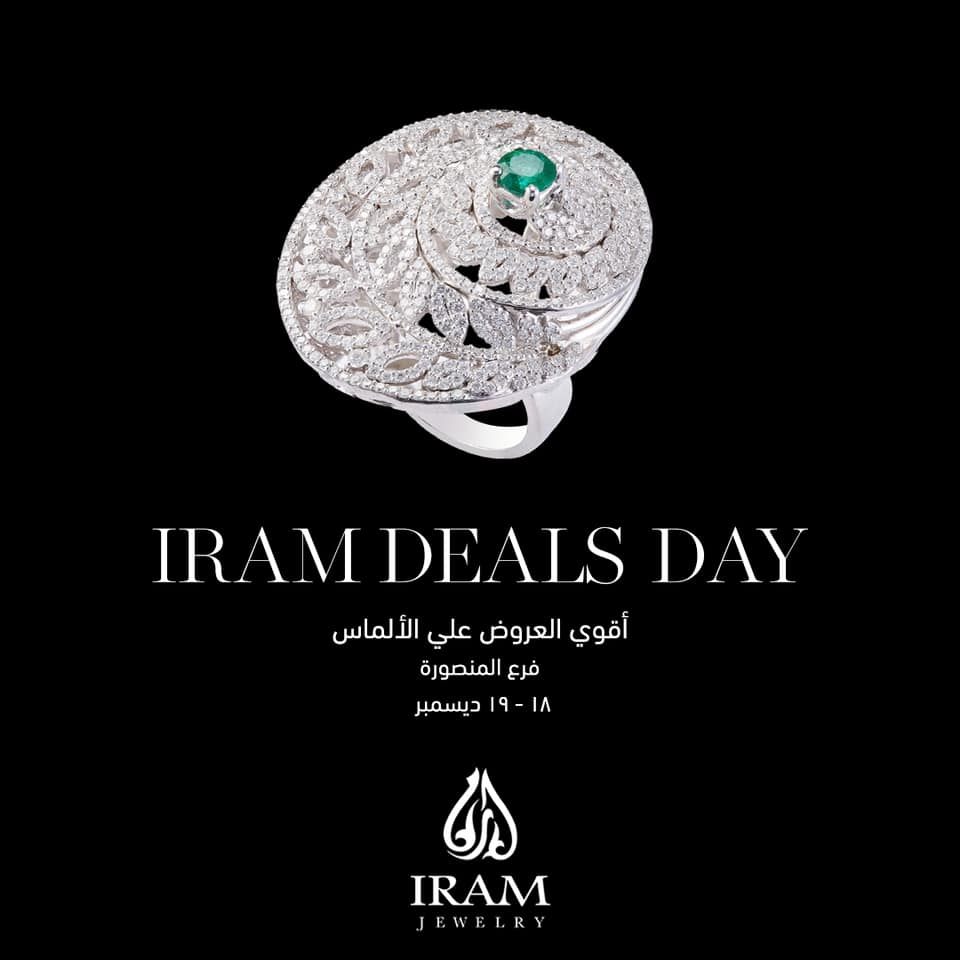 IRAM DEALS DAY
أقوي العروض علي الألماس
فرع المنصورة
١٨ - ١٩ ديسمبر
IRAM
JEWELRY